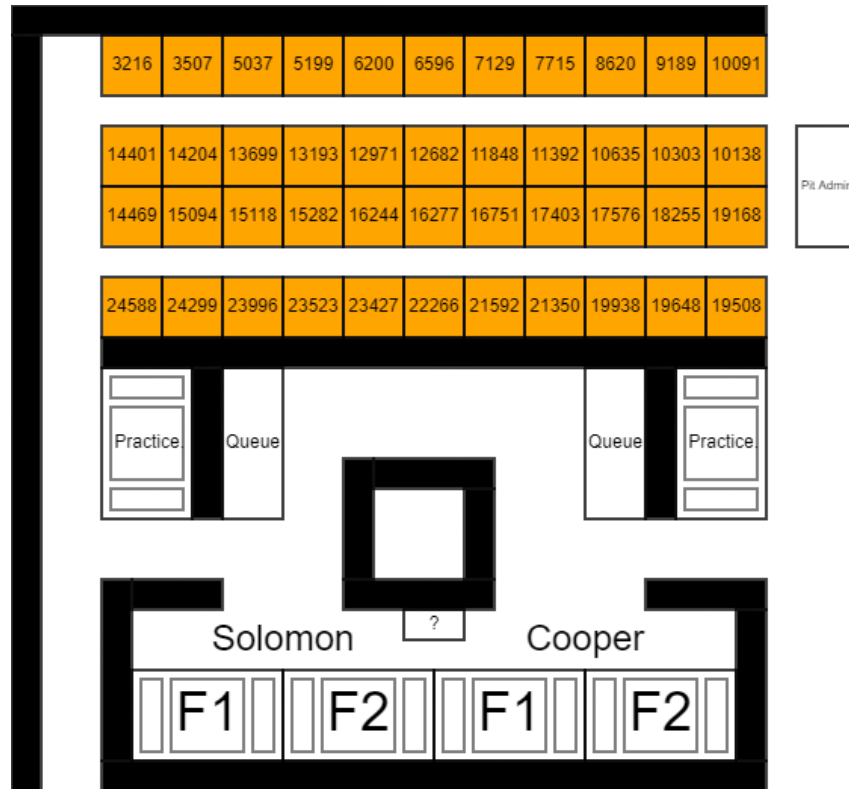 3216 3507 5037 5199 6200 6596 7129 7715 8620 9189 10091
14401 14204 13699 13193 12971 12682 11848 11392 10635 10303 10138
Pit Admin
14469 15094 15118 15282 16244 16277 16751 17403 17576 18255 19168
24588 24299 23996 23523 23427 22266 21592 21350 19938 19648 19508
Practice. Queue Queue Practice.
?
Solomon Cooper
F1 F2 F1 F2